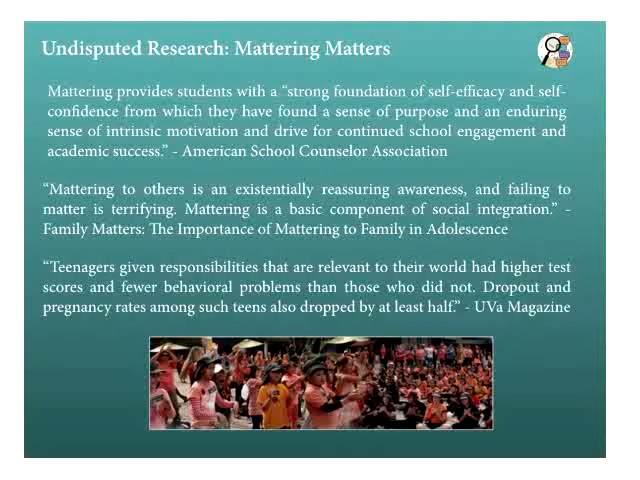 Undisputed Research: Mattering Matters
Mattering provides students with a “strong foundation of self-efficacy and self-
confidence from which they have found a sense of purpose and an enduring
sense of intrinsic motivation and drive for continued school engagement and
academic success.” - American School Counselor Association
“Mattering to others is an existentially reassuring awareness, and failing to
matter is terrifying. Mattering is a basic component of social integration.” -
Family Matters: The Importance of Mattering to Family in Adolescence
“Teenagers given responsibilities that are relevant to their world had higher test
scores and fewer behavioral problems than those who did not. Dropout and
pregnancy rates among such teens also dropped by at least half.” - UVa Magazine